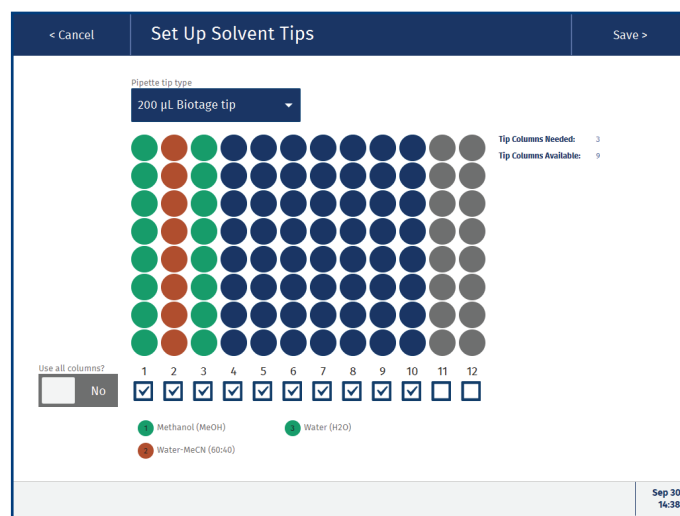 < Cancel
Set Up Solvent Tips
Save >
Pipette tip type
200 µL Biotage tip
Tip Columns Needed: 3
Tip Columns Available: 9
Use all columns?
No
1 2 3 4 5 6 7 8 9 10 11 12
1 Methanol (MeOH)
3 Water (H2O)
2 Water-MeCN (60:40)
Sep 30
14:38